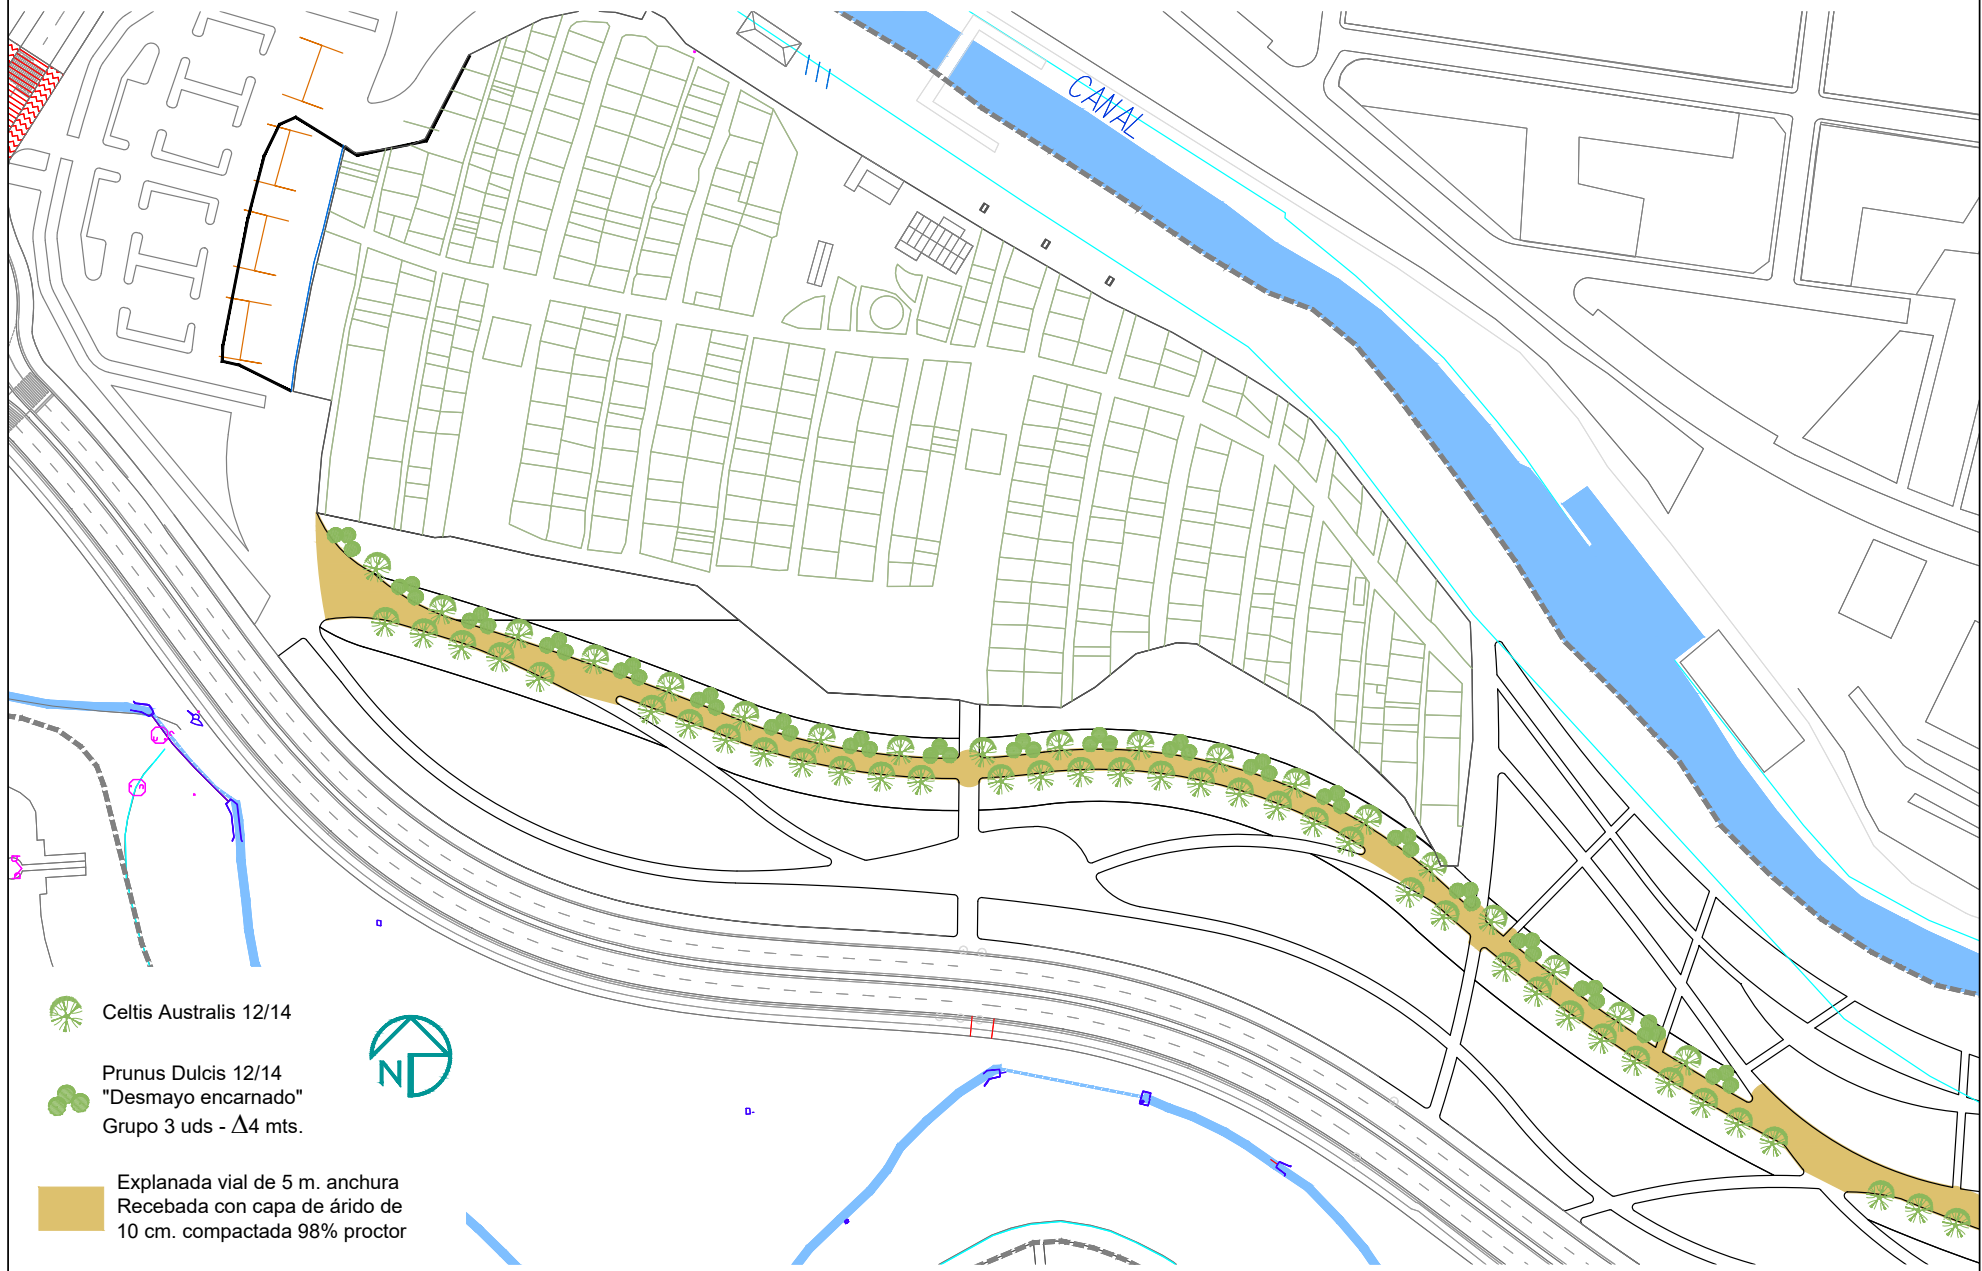 CANAL
Celtis Australis 12/14
N
Prunus Dulcis 12/14
"Desmayo encarnado"
Grupo 3 uds - Δ4 mts.
Explanada vial de 5 m. anchura
Recebada con capa de árido de
10 cm. compactada 98% proctor